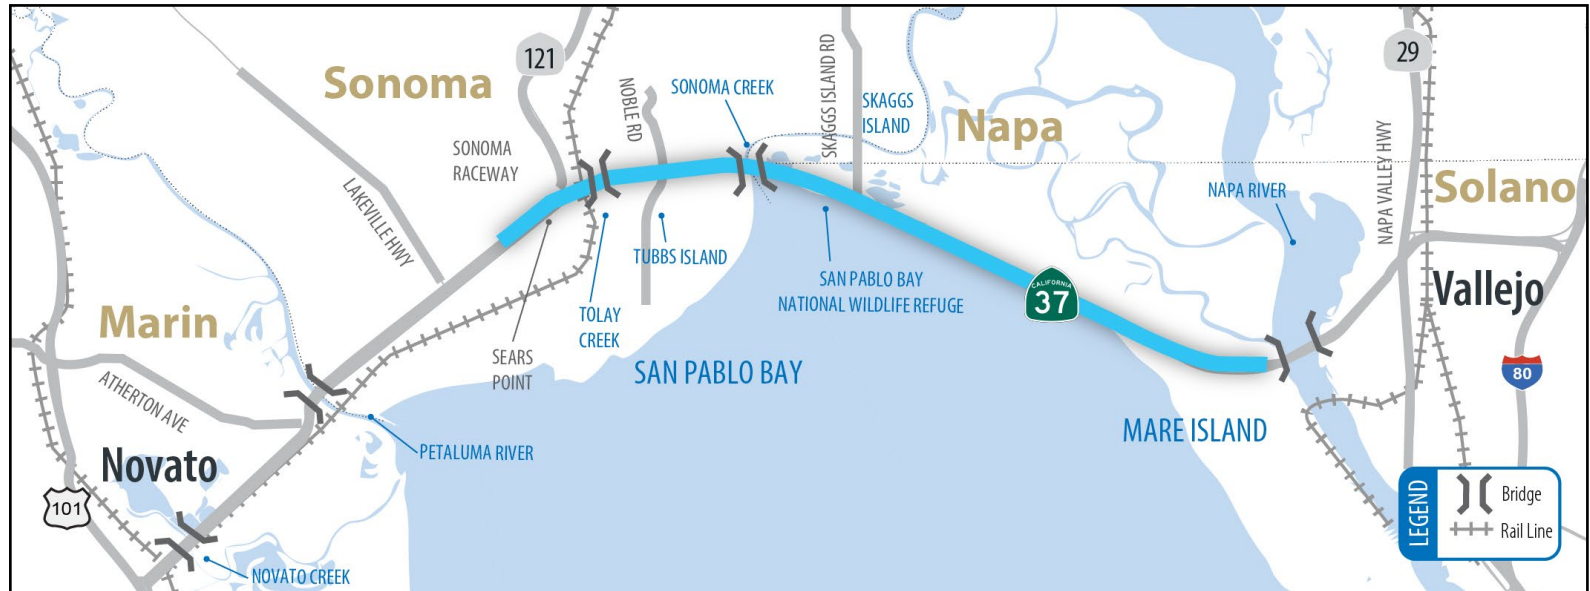 121
29
Sonoma
NOBLE RD
SONOMA CREEK
SKAGGS ISLAND RD
SKAGGS
ISLAND
Napa
NAPA VALLEY HWY
SONOMA
RACEWAY
LAKEVILLE HWY
NAPA RIVER
Solano
TUBBS ISLAND
SAN PABLO BAY
NATIONAL WILDLIFE REFUGE
CALIFORNIA
37
Vallejo
Marin
TOLAY
CREEK
SEARS
POINT
SAN PABLO BAY
80
ATHERTON AVE
MARE ISLAND
Novato
PETALUMA RIVER
101
NOVATO CREEK
LEGEND
Bridge
Rail Line